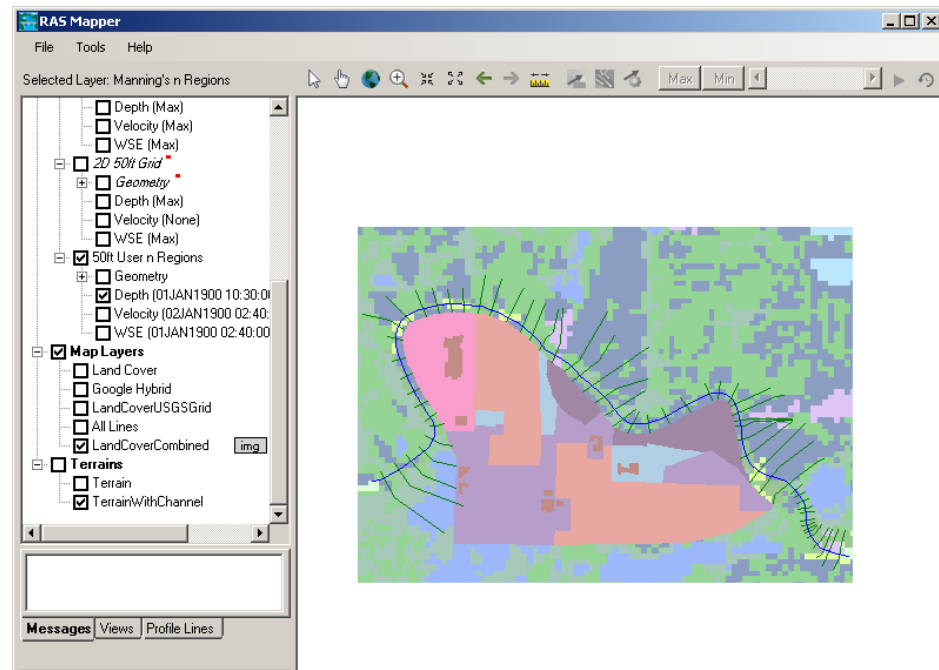 RAS Mapper
File Tools Help
Selected Layer: Manning's n Regions
Max Min
Depth (Max)
Velocity (Max)
WSE (Max)
2D 50ft Grid
Geometry
Depth (Max)
Velocity (None)
WSE (Max)
50ft User n Regions
Geometry
Depth (01JAN1900 10:30:0
Velocity (02JAN1900 02:40:
WSE (01JAN1900 02:40:00
Map Layers
Land Cover
Google Hybrid
LandCoverUSGSGrid
All Lines
LandCoverCombined img
Terrains
Terrain
TerrainWithChannel
Messages Views Profile Lines